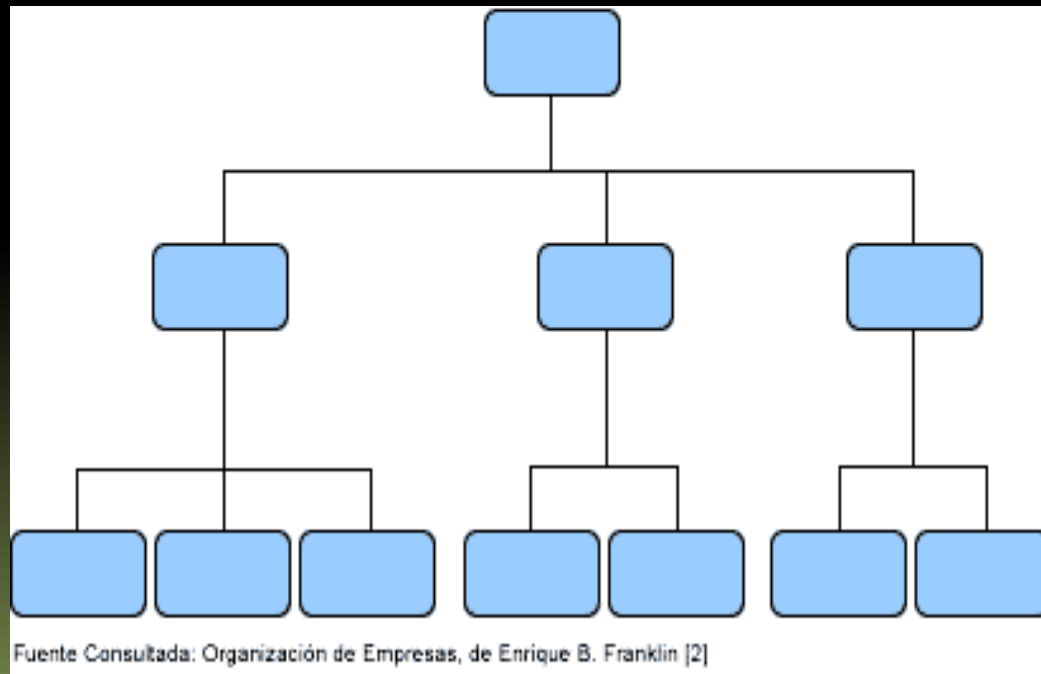 Fuente Consultada: Organización de Empresas, de Enrique B. Franklin [2]